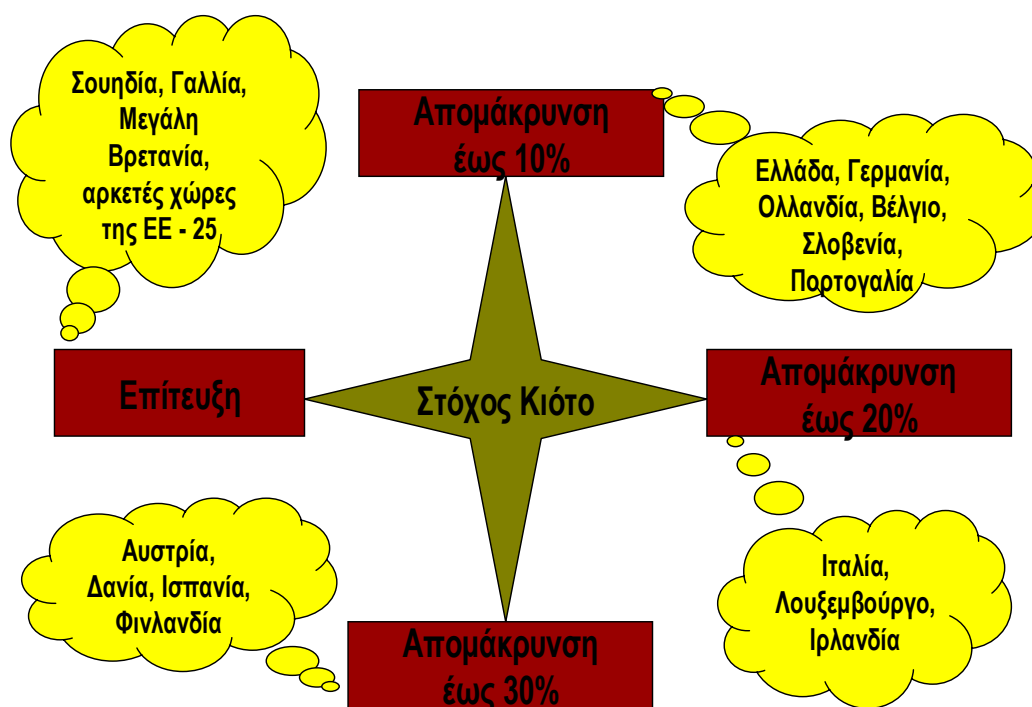 Σουηδία, Γαλλία,
Μεγάλη
Βρετανία,
αρκετές χώρες
της ΕΕ - 25
Απομάκρυνση
έως 10%
Ελλάδα, Γερμανία,
Ολλανδία, Βέλγιο,
Σλοβενία,
Πορτογαλία
Επίτευξη
Στόχος Κιότο
Απομάκρυνση
έως 20%
Αυστρία,
Δανία, Ισπανία,
Φινλανδία
Απομάκρυνση
έως 30%
Ιταλία,
Λουξεμβούργο,
Ιρλανδία